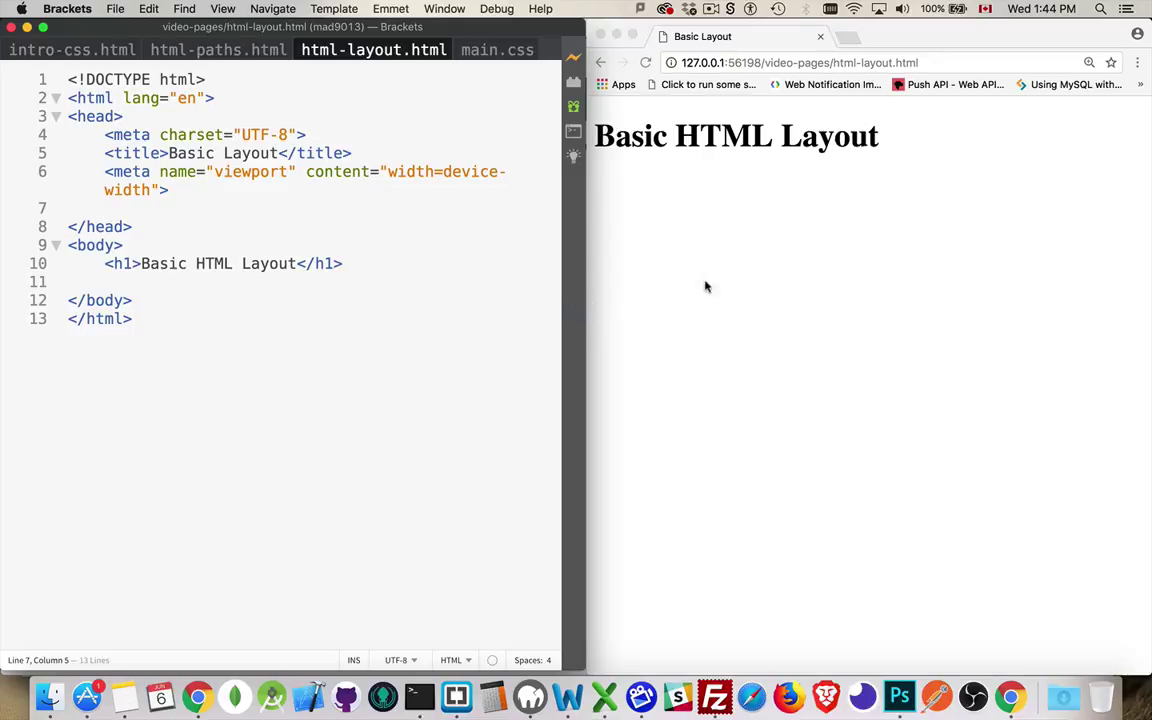 Brackets File Edit Find View Navigate Template Emmet Window Debug Help 100% Wed 1:44 PM
video-pages/html-layout.html (mad9013) — Brackets
intro-css.html html-paths.html html-layout.html main.css
1 <!DOCTYPE html>
2 <html lang="en">
3 <head>
4 <meta charset="UTF-8">
5 <title>Basic Layout</title>
6 <meta name="viewport" content="width=device-
width">
7
8 </head>
9 <body>
10 <h1>Basic HTML Layout</h1>
11
12 </body>
13 </html>
Line 7, Column 5 — 13 Lines INS UTF-8 HTML Spaces: 4
Basic Layout
127.0.0.1:56198/video-pages/html-layout.html
Apps Click to run some s... Web Notification Im... Push API - Web API... Using MySQL with... »
Basic HTML Layout
6
1
Ps